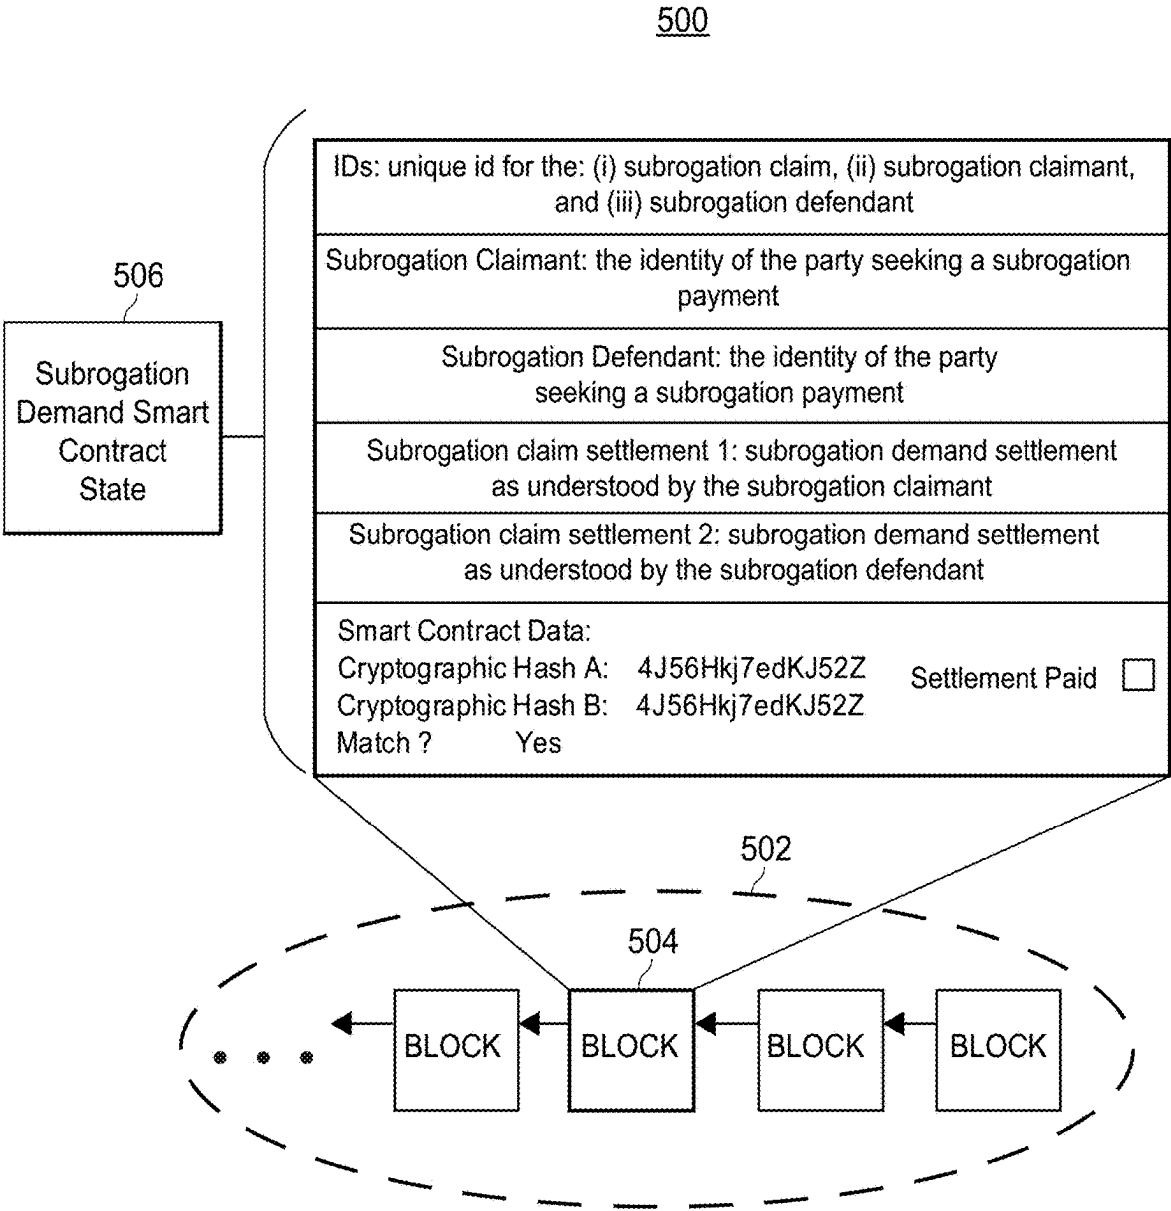 500
IDs: unique id for the: (i) subrogation claim, (ii) subrogation claimant,
and (iii) subrogation defendant
Subrogation Claimant: the identity of the party seeking a subrogation
payment
506
Subrogation
Demand Smart
Contract
State
Subrogation Defendant: the identity of the party
seeking a subrogation payment
Subrogation claim settlement 1: subrogation demand settlement
as understood by the subrogation claimant
Subrogation claim settlement 2: subrogation demand settlement
as understood by the subrogation defendant
Smart Contract Data:
Cryptographic Hash A: 4J56Hkj7edKJ52Z
Cryptographic Hash B: 4J56Hkj7edKJ52Z
Match ? Yes
Settlement Paid
502
504
BLOCK
BLOCK
BLOCK
BLOCK